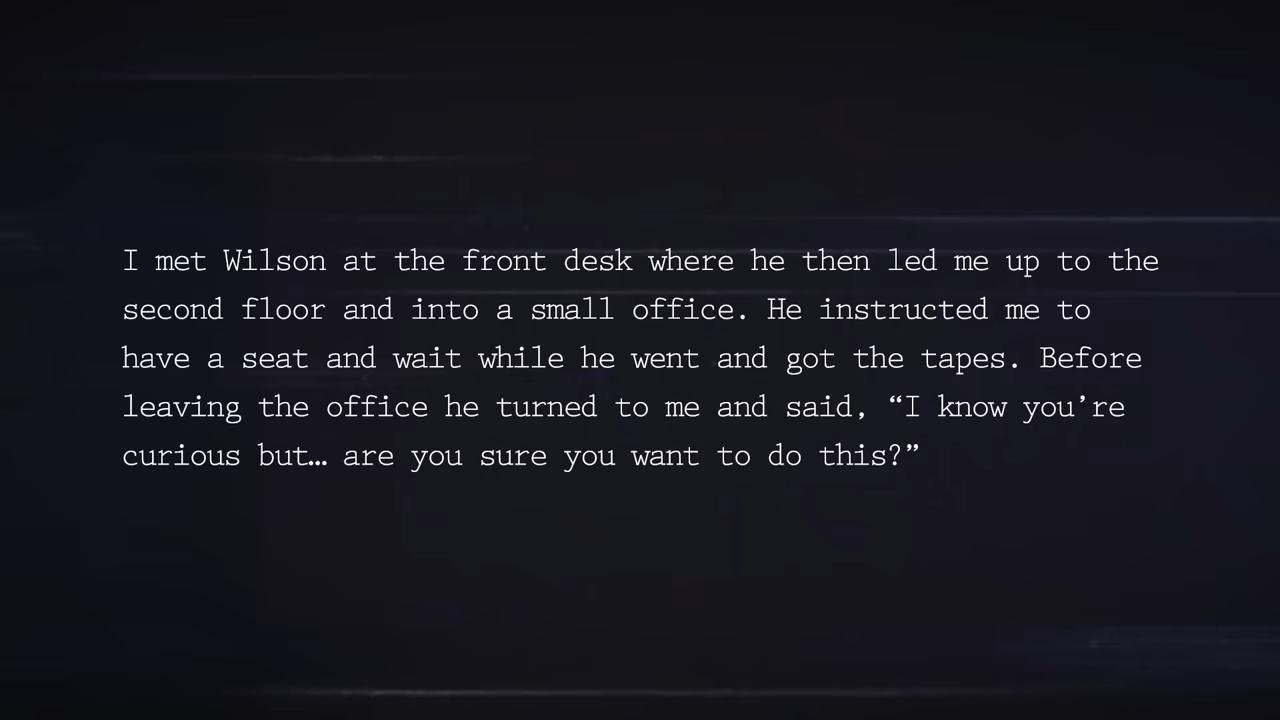 I met Wilson at the front desk where he then led me up to the
second floor and into a small office. He instructed me to
have a seat and wait while he went and got the tapes. Before
leaving the office he turned to me and said, “I know you’re
curious but… are you sure you want to do this?”